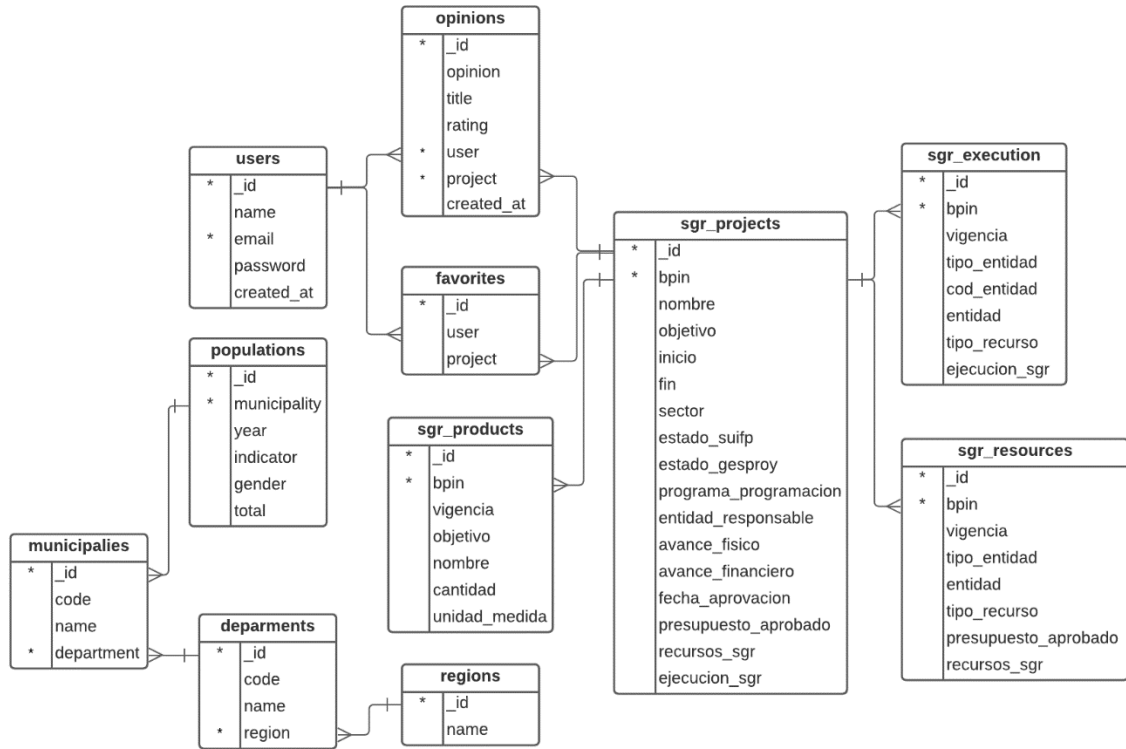 opinions
* _id
opinion
title
rating
* user
* project
created_at
users
* _id
name
* email
password
created_at
favorites
* _id
user
project
populations
* _id
* municipality
year
indicator
gender
total
sgr_products
* _id
* bpin
vigencia
objetivo
nombre
cantidad
unidad_medida
municipalies
* _id
code
name
* department
deparments
* _id
code
name
* region
regions
* _id
name
sgr_projects
* _id
* bpin
nombre
objetivo
inicio
fin
sector
estado_suifp
estado_gesproy
programa_programacion
entidad_responsable
avance_fisico
avance_financiero
fecha_aprovacion
presupuesto_aprobado
recursos_sgr
ejecucion_sgr
sgr_execution
* _id
* bpin
vigencia
tipo_entidad
cod_entidad
entidad
tipo_recurso
ejecucion_sgr
sgr_resources
* _id
* bpin
vigencia
tipo_entidad
entidad
tipo_recurso
presupuesto_aprobado
recursos_sgr